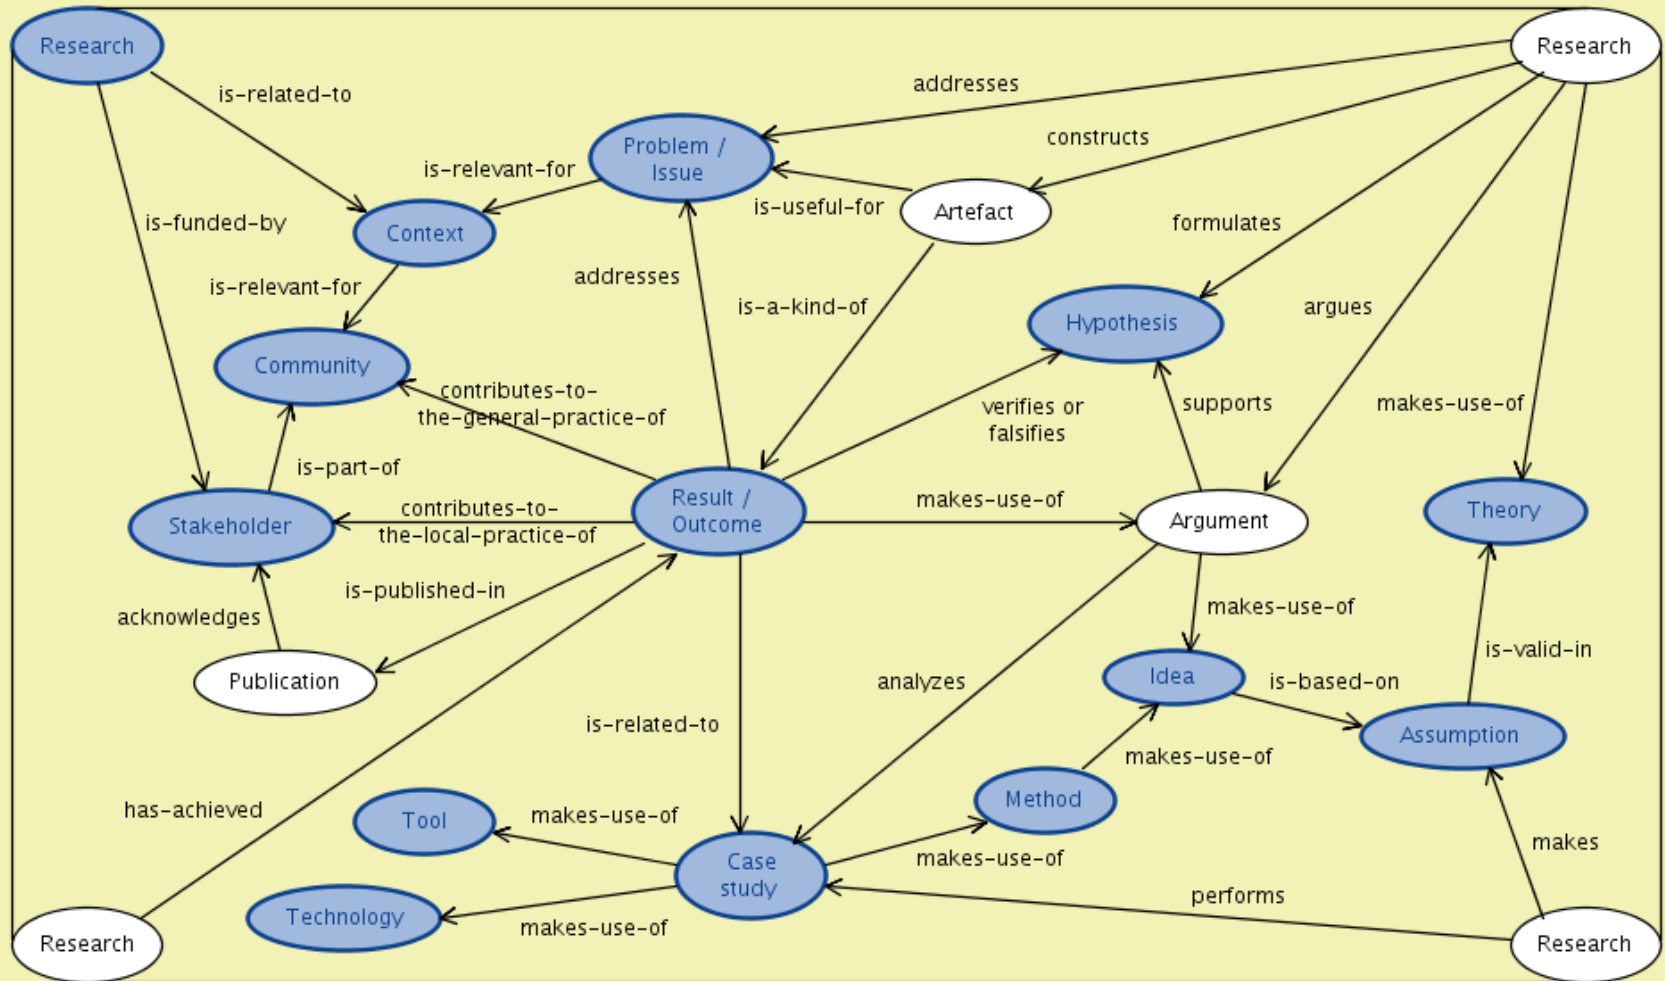 Research
Research
is-related-to
addresses
Problem /
Issue
constructs
is-relevant-for
is-useful-for
Artefact
is-funded-by
Context
formulates
is-relevant-for
addresses
is-a-kind-of
argues
Hypothesis
Community
contributes-to-
the-general-practice-of
verifies or
falsifies
supports
makes-use-of
is-part-of
Result /
Outcome
makes-use-of
Theory
Stakeholder
contributes-to-
the-local-practice-of
Argument
is-published-in
acknowledges
makes-use-of
is-valid-in
Publication
analyzes
Idea
is-based-on
is-related-to
Assumption
makes-use-of
has-achieved
Tool
makes-use-of
Method
makes-use-of
makes
Case
study
performs
Technology
makes-use-of
Research
Research